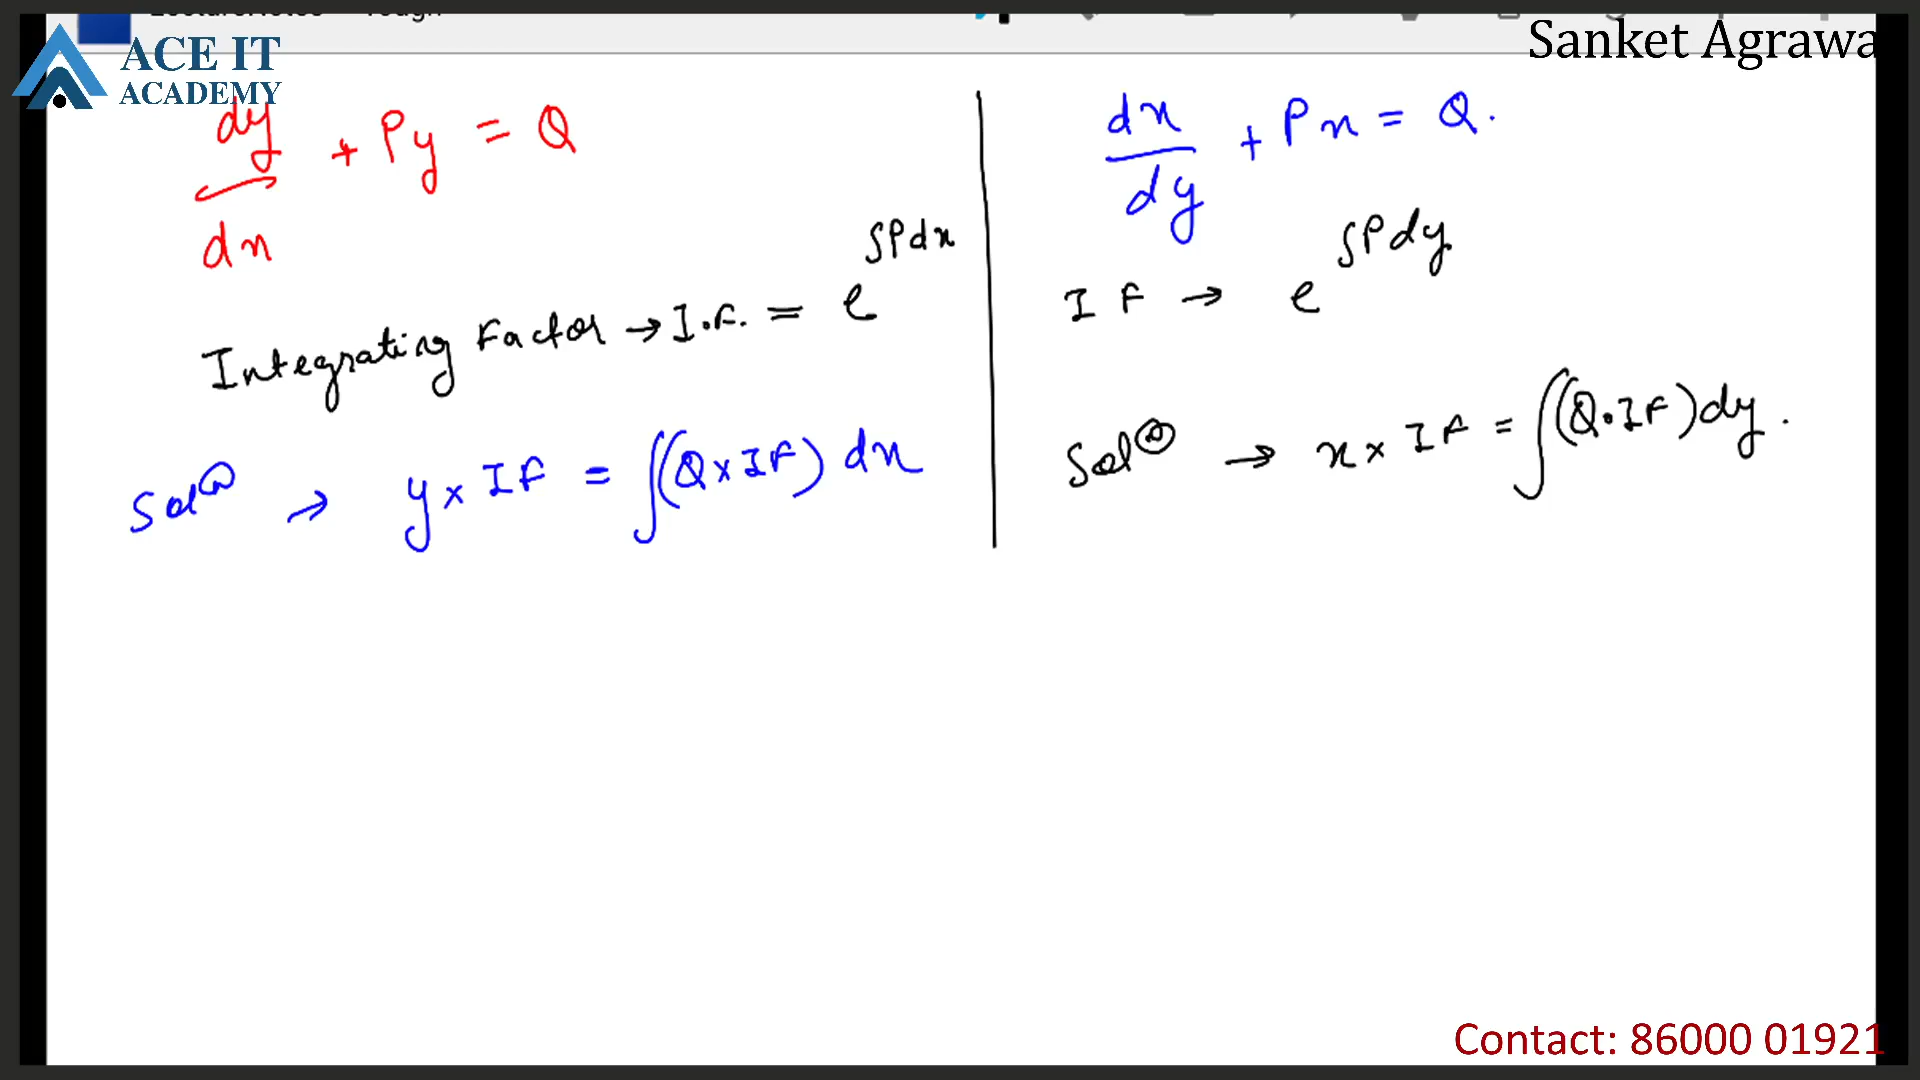 ACE IT
ACADEMY
Sanket Agrawa
dy/dx + Py = Q
Integrating Factor → I.F. = e^∫Pdx
Solⁿ → y × IF = ∫(Q × IF) dx
dx/dy + Px = Q.
IF → e^∫Pdy
Solⁿ → x × IF = ∫(Q·IF)dy.
Contact: 86000 01921